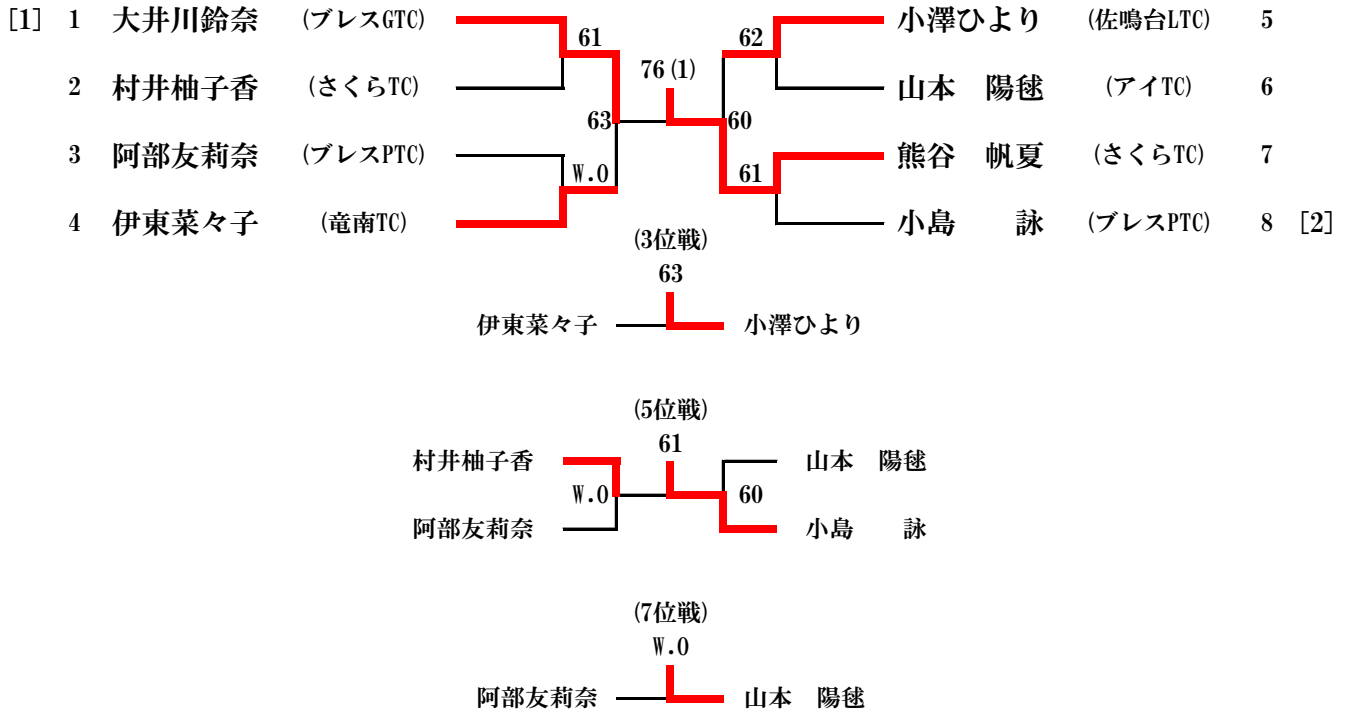 [1] 1 大井川鈴奈 (ブレスGTC) 61 76(1) 62 小澤ひより (佐鳴台LTC) 5
2 村井柚子香 (さくらTC) 山本 陽毬 (アイTC) 6
63 60
3 阿部友莉奈 (ブレスPTC) W.O 61 熊谷 帆夏 (さくらTC) 7
4 伊東菜々子 (竜南TC) 小島 詠 (ブレスPTC) 8 [2]
(3位戦)
63
伊東菜々子 小澤ひより
(5位戦)
61
村井柚子香 山本 陽毬
W.O 60
阿部友莉奈 小島 詠
(7位戦)
W.O
阿部友莉奈 山本 陽毬